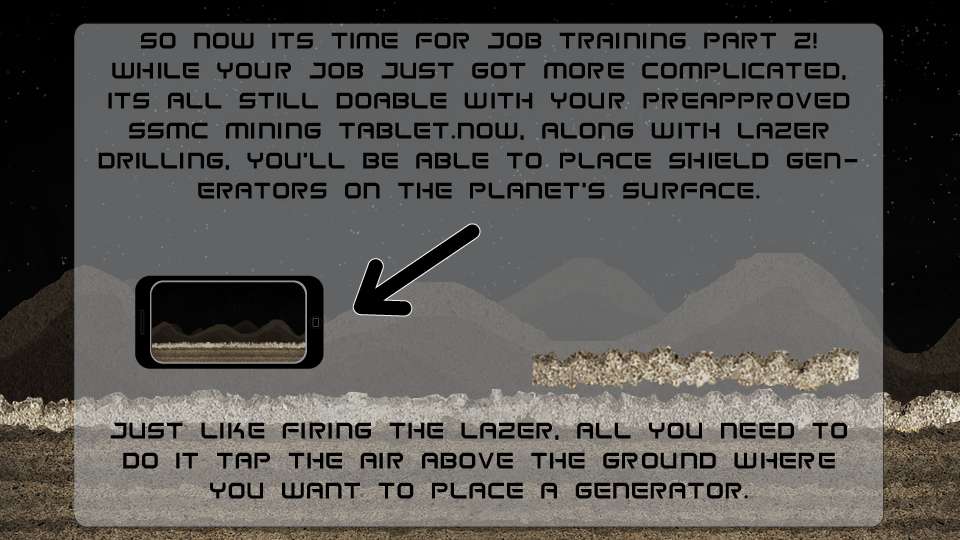 SO NOW ITS TIME FOR JOB TRAINING PART 2!
WHILE YOUR JOB JUST GOT MORE COMPLICATED,
ITS ALL STILL DOABLE WITH YOUR PREAPPROVED
SSMC MINING TABLET.NOW, ALONG WITH LAZER
DRILLING, YOU'LL BE ABLE TO PLACE SHIELD GEN-
ERATORS ON THE PLANET'S SURFACE.
JUST LIKE FIRING THE LAZER, ALL YOU NEED TO
DO IT TAP THE AIR ABOVE THE GROUND WHERE
YOU WANT TO PLACE A GENERATOR.